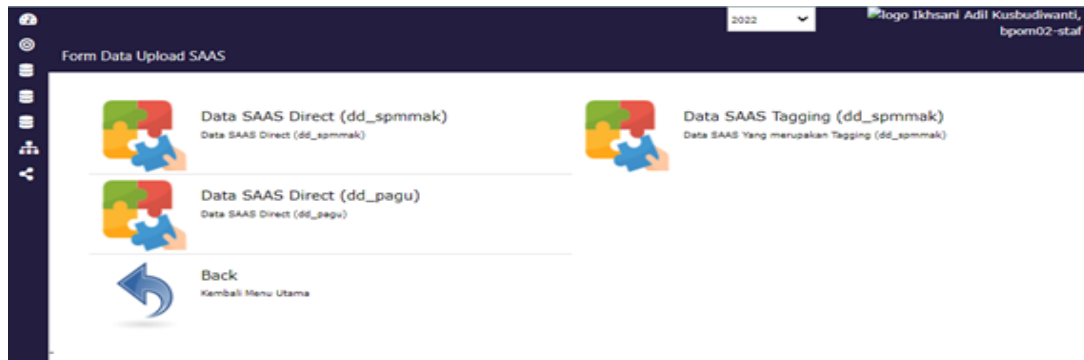 2022
logo Ikhsani Adil Kusbudiwanti,
bpom02-staf
Form Data Upload SAAS
Data SAAS Direct (dd_spmmak)
Data SAAS Direct (dd_spmmak)
Data SAAS Tagging (dd_spmmak)
Data SAAS Yang merupakan Tagging (dd_spmmak)
Data SAAS Direct (dd_pagu)
Data SAAS Direct (dd_pagu)
Back
Kembali Menu Utama